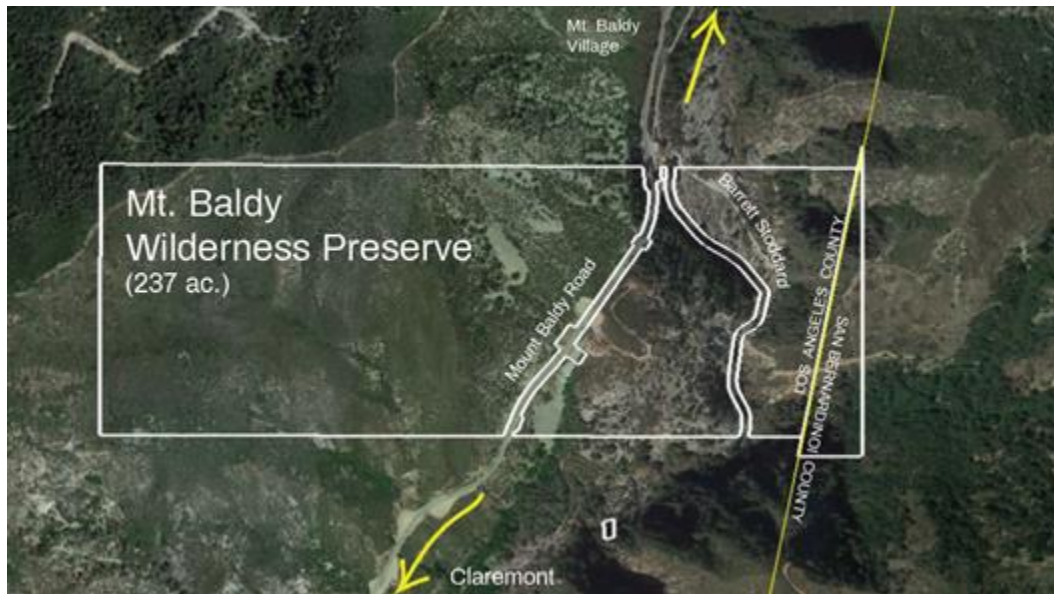 Mt. Baldy
Village
Mt. Baldy
Wilderness Preserve
(237 ac.)
Barrett Stoddard
Mount Baldy Road
LOS ANGELES COUNTY
SAN BERNARDINOI COUNTY
Claremont